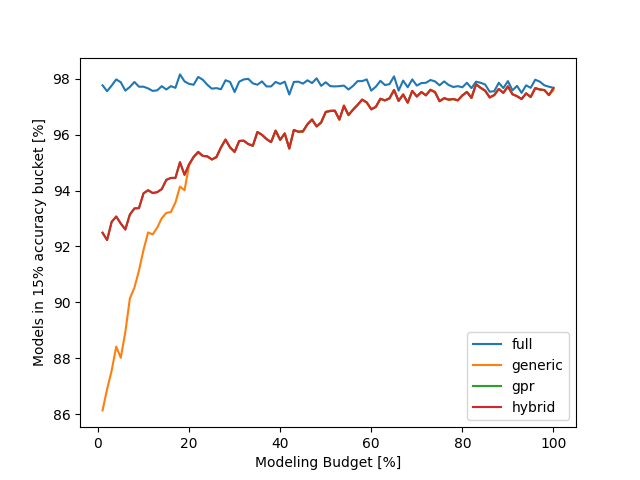 98
96
94
92
90
88
86
0 20 40 60 80 100
Models in 15% accuracy bucket [%]
Modeling Budget [%]
full
generic
gpr
hybrid